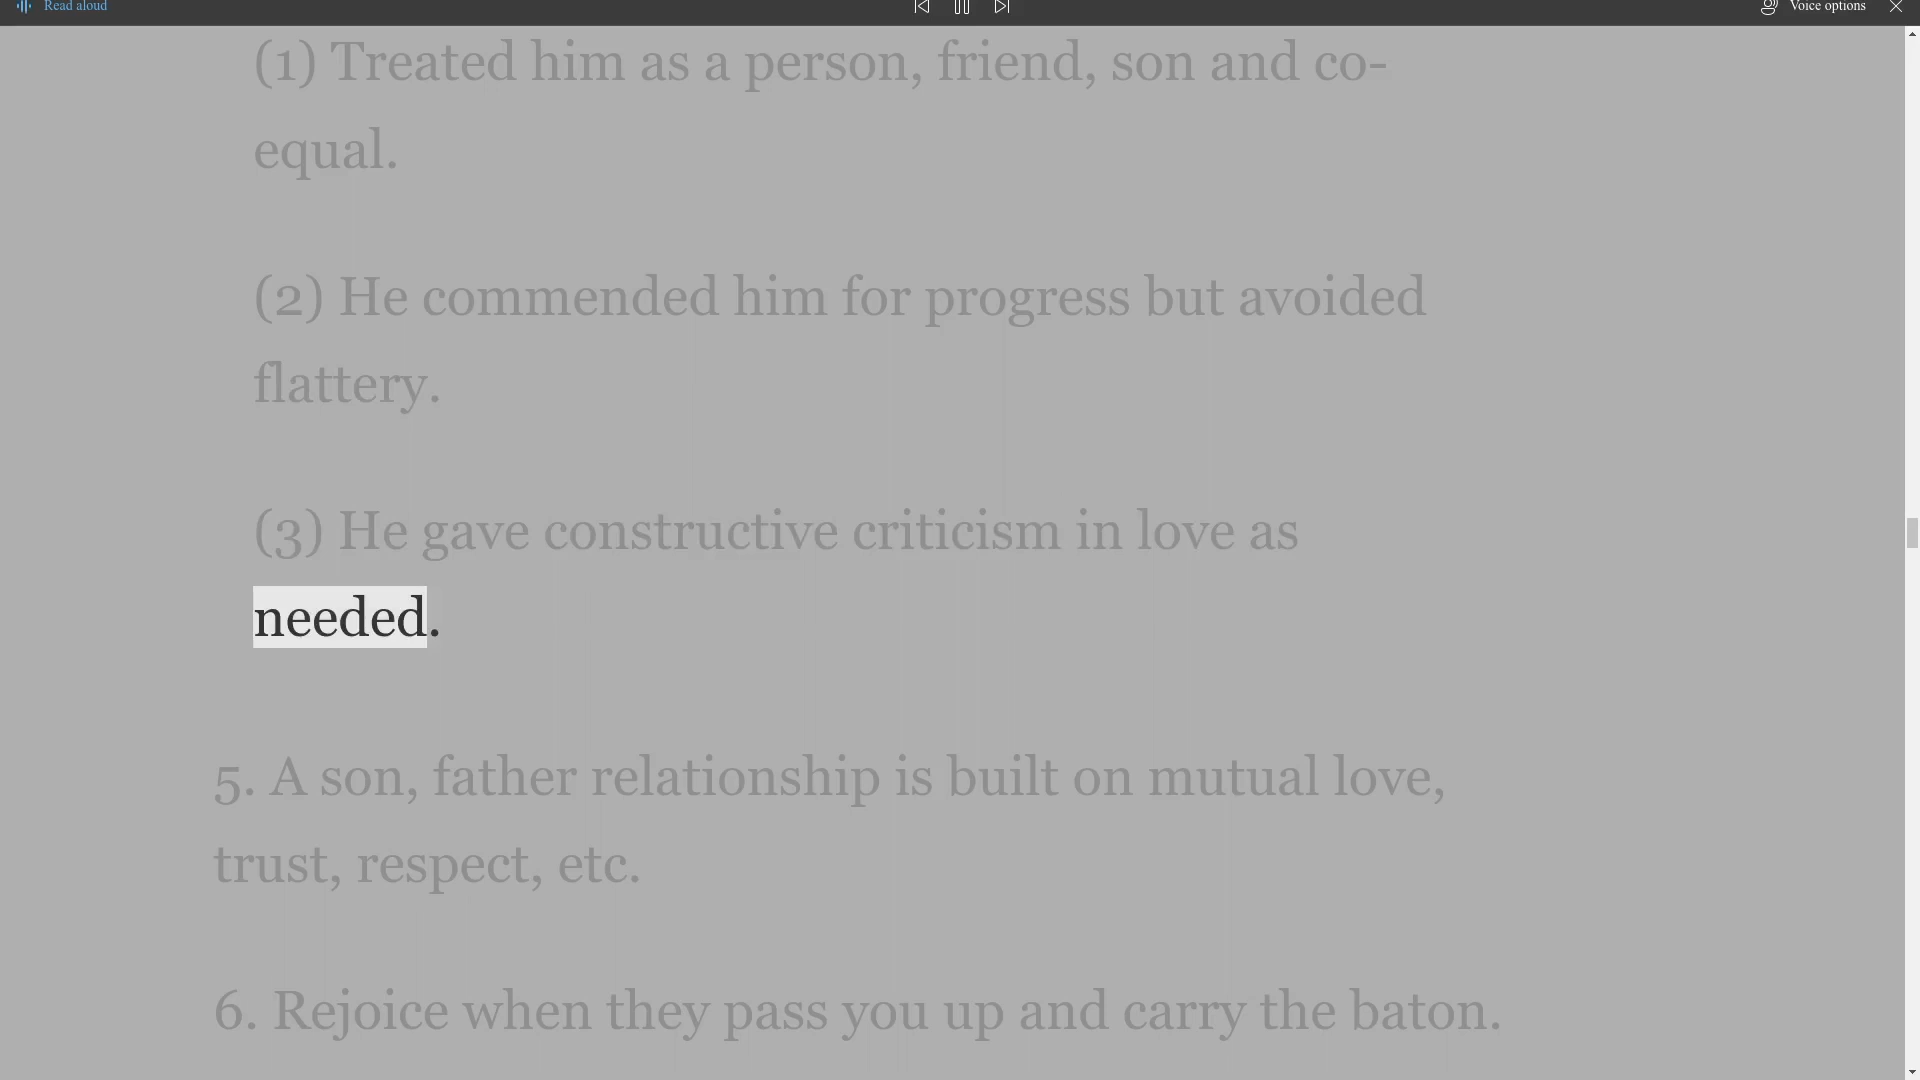 Read aloud
Voice options
(1) Treated him as a person, friend, son and co-
equal.
(2) He commended him for progress but avoided
flattery.
(3) He gave constructive criticism in love as
needed.
5. A son, father relationship is built on mutual love,
trust, respect, etc.
6. Rejoice when they pass you up and carry the baton.